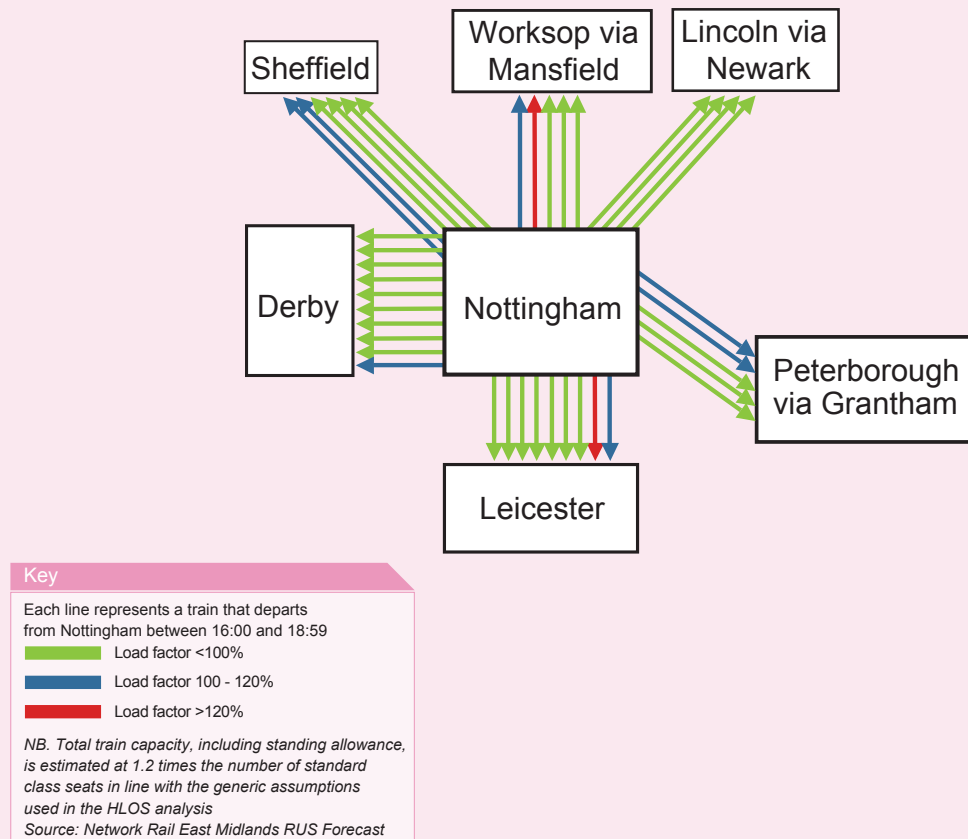 Sheffield
Worksop via
Mansfield
Lincoln via
Newark
Derby
Nottingham
Peterborough
via Grantham
Leicester
Key
Each line represents a train that departs
from Nottingham between 16:00 and 18:59
Load factor <100%
Load factor 100 - 120%
Load factor >120%
NB. Total train capacity, including standing allowance,
is estimated at 1.2 times the number of standard
class seats in line with the generic assumptions
used in the HLOS analysis
Source: Network Rail East Midlands RUS Forecast